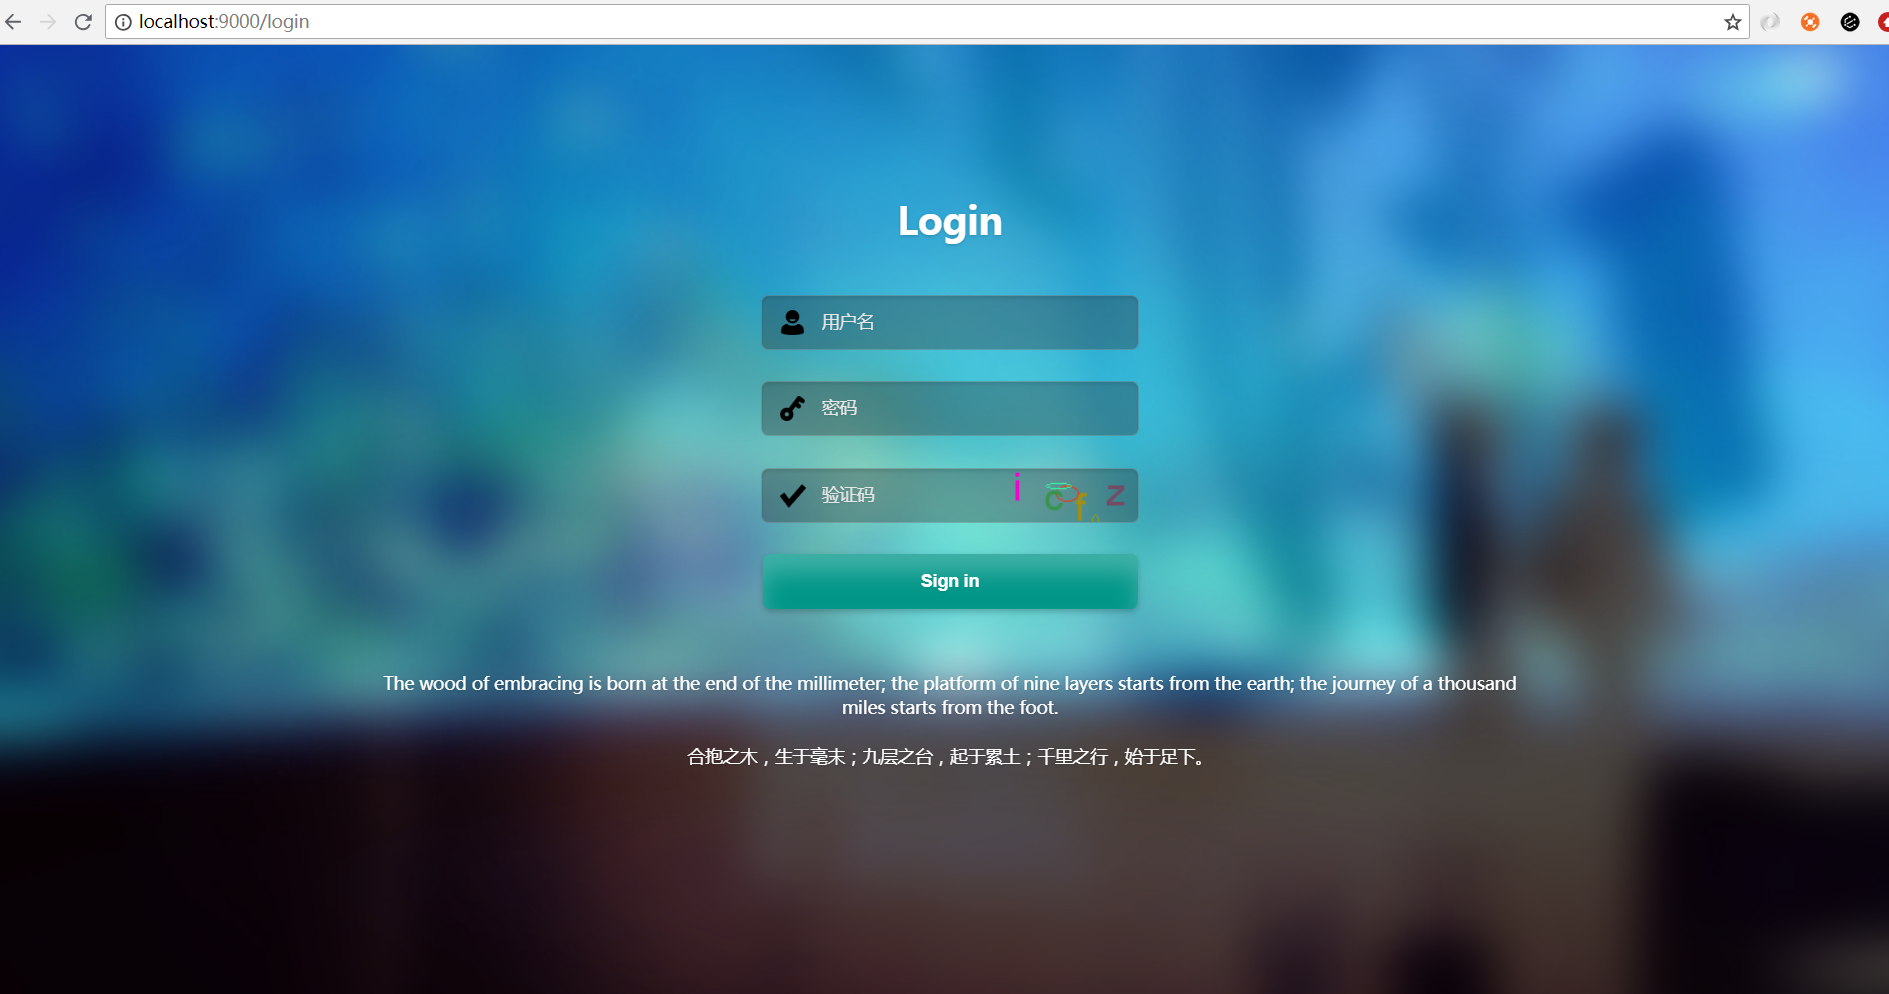 localhost:9000/login
Login
用户名
密码
验证码
i c f z
Sign in
The wood of embracing is born at the end of the millimeter; the platform of nine layers starts from the earth; the journey of a thousand
miles starts from the foot.
合抱之木，生于毫末；九层之台，起于累土；千里之行，始于足下。